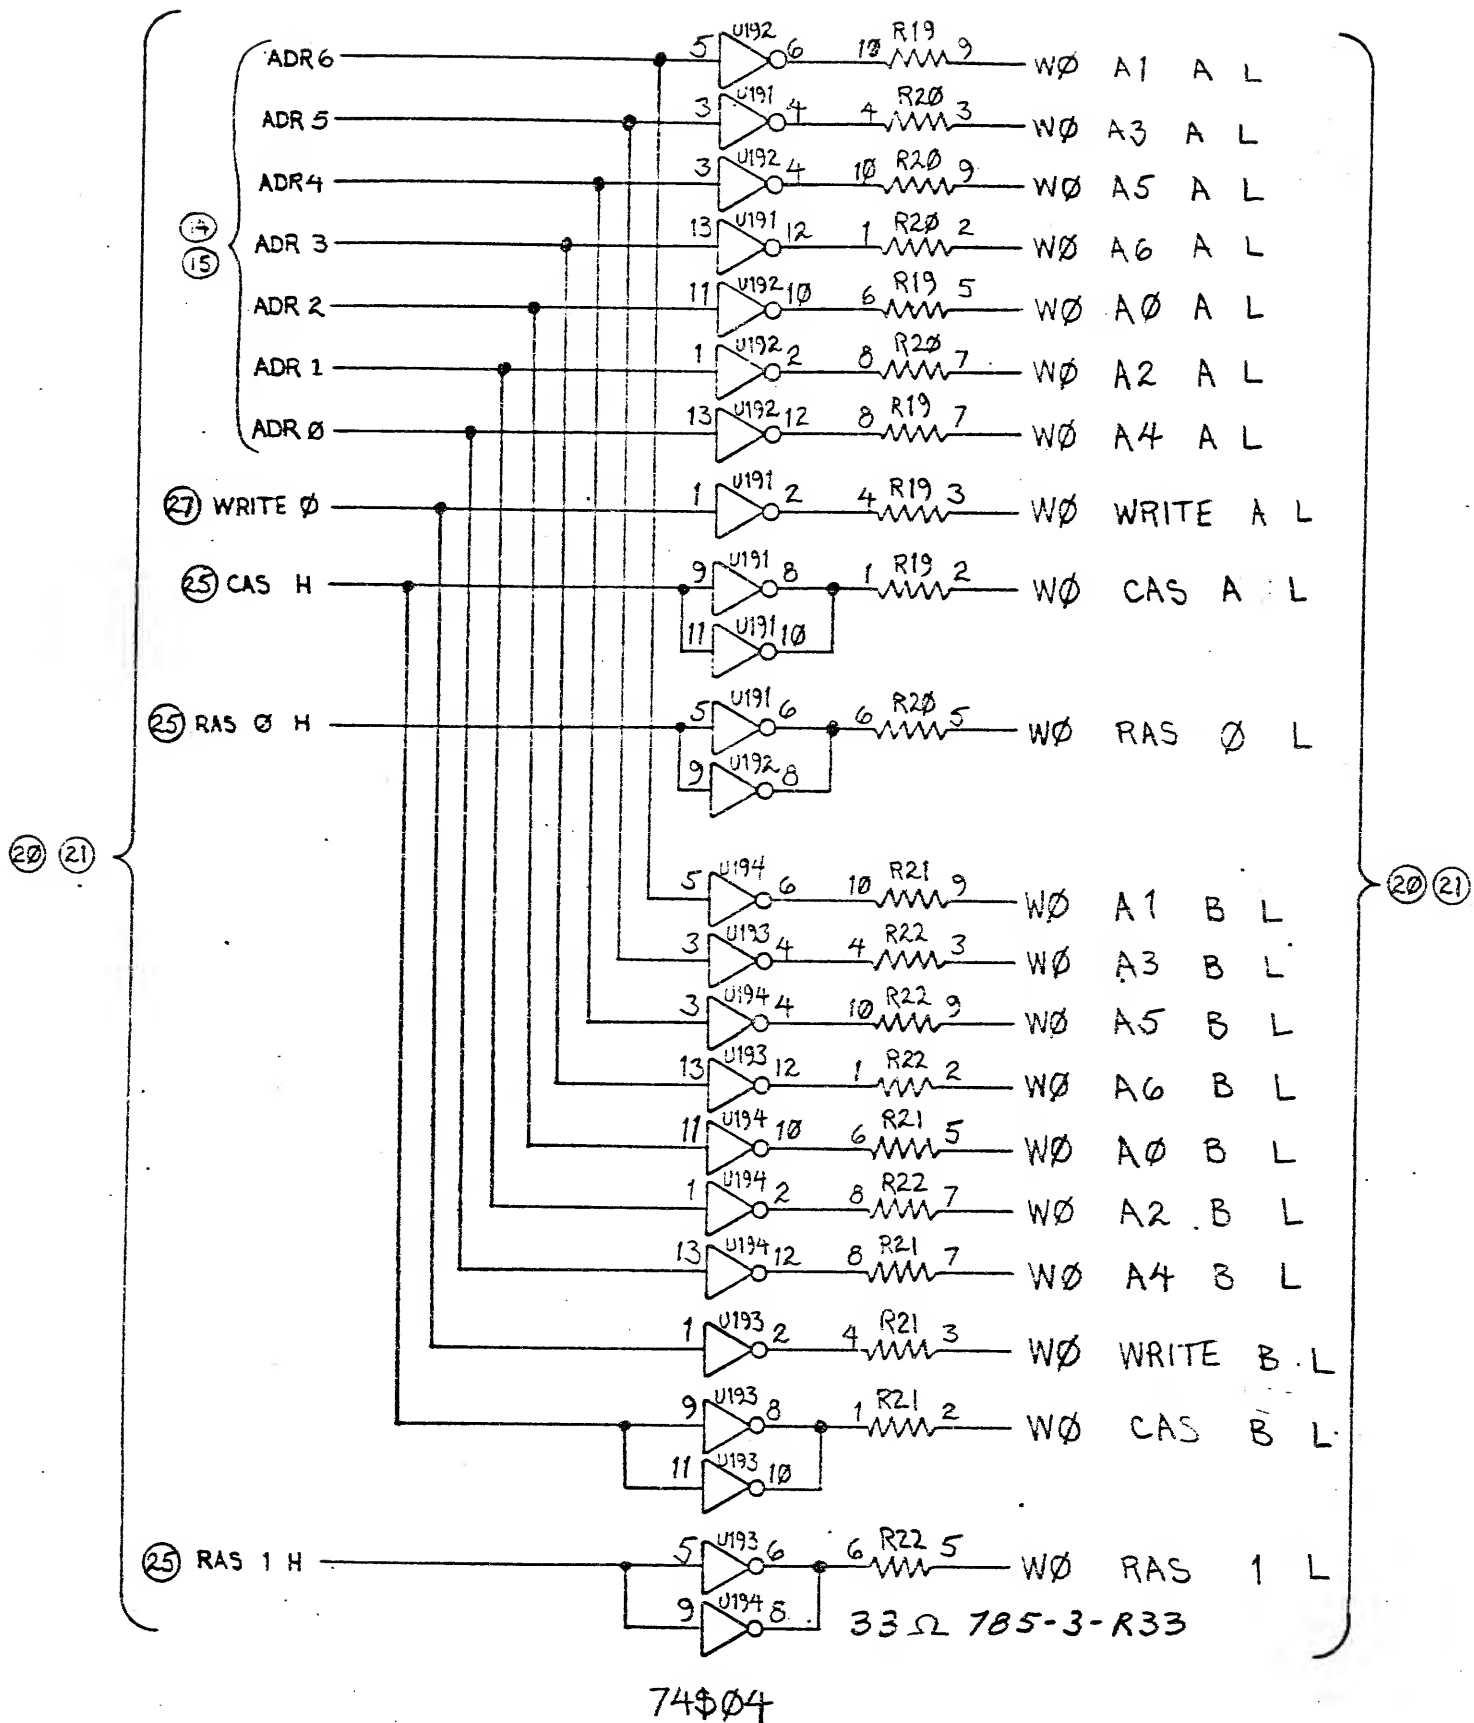 ADR 6 5 U192 6 10 R19 9 WØ A1 A L
ADR 5 3 U191 4 4 R2Ø 3 WØ A3 A L
ADR 4 3 U192 4 1Ø R2Ø 9 WØ A5 A L
14
15
ADR 3 13 U191 12 1 R2Ø 2 WØ A6 A L
ADR 2 11 U192 1Ø 6 R19 5 WØ AØ A L
ADR 1 1 U192 2 8 R2Ø 7 WØ A2 A L
ADR Ø 13 U192 12 8 R19 7 WØ A4 A L
27 WRITE Ø 1 U191 2 4 R19 3 WØ WRITE A L
25 CAS H 9 U191 8 1 R19 2 WØ CAS A L
11 U191 1Ø
25 RAS Ø H 5 U191 6 6 R2Ø 5 WØ RAS Ø L
9 U192 8
2Ø 21
5 U194 6 1Ø R21 9 WØ A1 B L
2Ø 21
3 U193 4 4 R22 3 WØ A3 B L
3 U194 4 1Ø R22 9 WØ A5 B L
13 U193 12 1 R22 2 WØ A6 B L
11 U194 1Ø 6 R21 5 WØ AØ B L
1 U194 2 8 R22 7 WØ A2 B L
13 U194 12 8 R21 7 WØ A4 B L
1 U193 2 4 R21 3 WØ WRITE B L
9 U193 8 1 R21 2 WØ CAS B L
11 U193 1Ø
25 RAS 1 H 5 U193 6 6 R22 5 WØ RAS 1 L
9 U194 8
33 Ω 785-3-R33
74SØ4